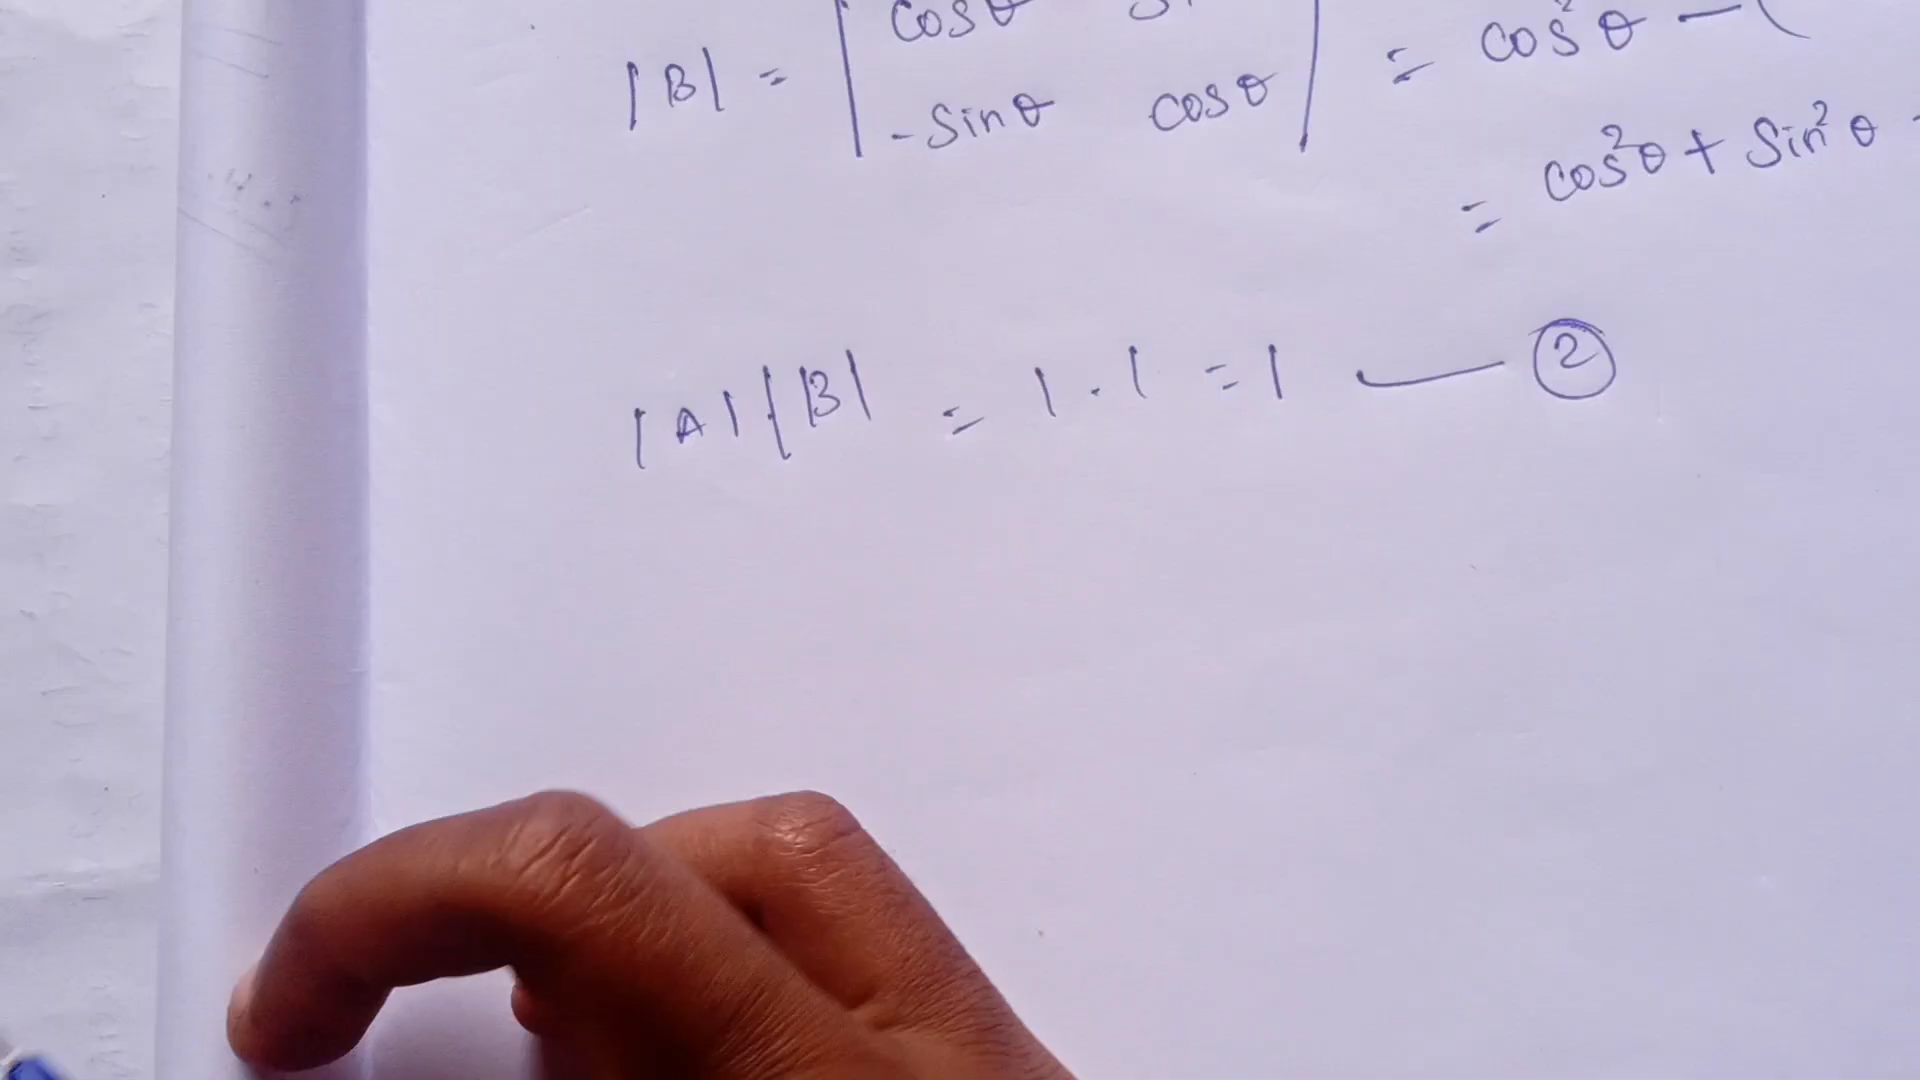 |B| = | cosθ
-sinθ cosθ | = cos²θ - (
= cos²θ + sin²θ
|A| |B| = 1 . 1 = 1 — ②